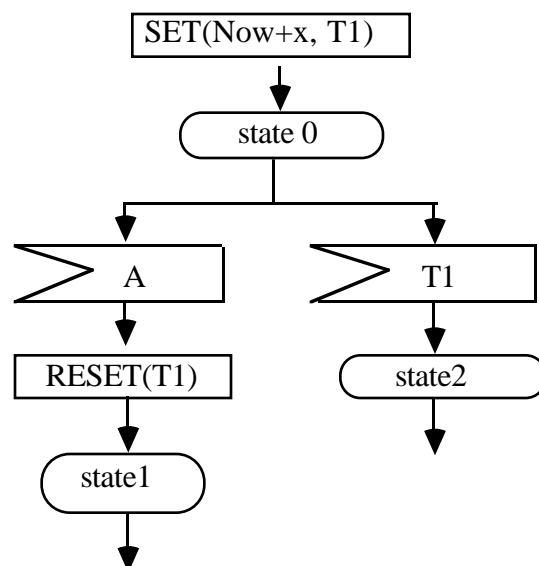 SET(Now+x, T1)
state 0
A
T1
RESET(T1)
state2
state1